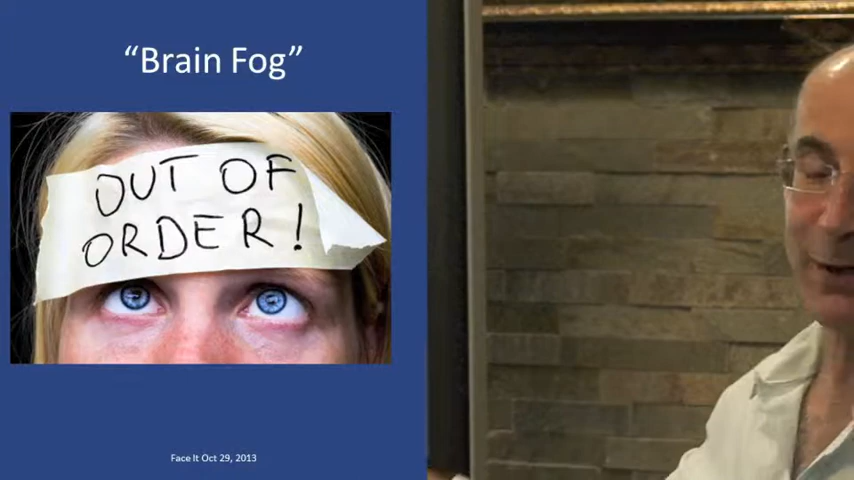 “Brain Fog”
OUT OF
ORDER!
Face It Oct 29, 2013